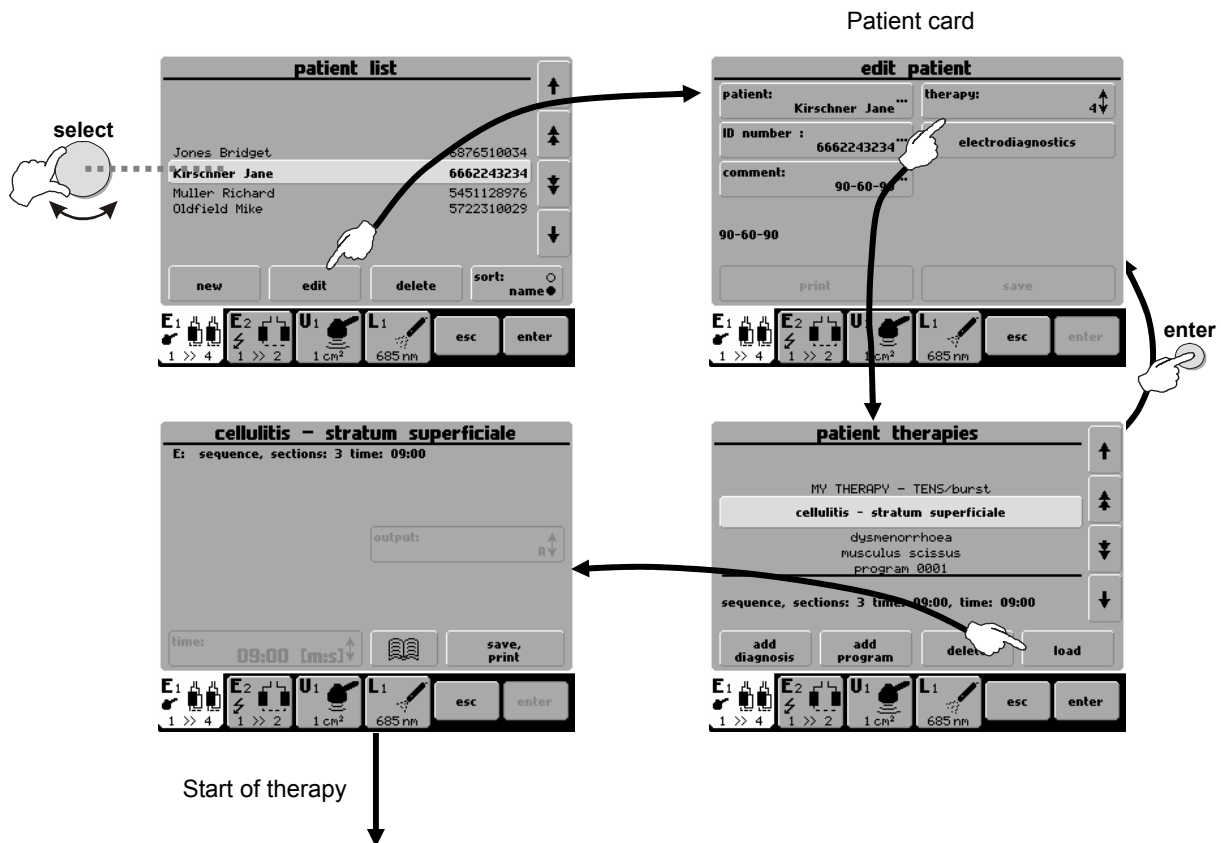 Patient card
patient list
select
Jones Bridget 6876510034
Kirschner Jane 6662243234
Muller Richard 5451128976
Oldfield Mike 5722310029
new edit delete sort: name
E1 E2 U1 L1 esc enter
1 >> 4 1 >> 2 1 cm² 685 nm
edit patient
patient: Kirschner Jane...
therapy: 4
ID number : 6662243234...
electrodiagnostics
comment: 90-60-90...
90-60-90
print save
E1 E2 U1 L1 esc enter
1 >> 4 1 >> 2 1 cm² 685 nm
enter
cellulitis - stratum superficiale
E: sequence, sections: 3 time: 09:00
output: A
time: 09:00 [m:s]
save, print
E1 E2 U1 L1 esc enter
1 >> 4 1 >> 2 1 cm² 685 nm
patient therapies
MY THERAPY - TENS/burst
cellulitis - stratum superficiale
dysmenorrhoea
musculus scissus
program 0001
sequence, sections: 3 time: 09:00, time: 09:00
add diagnosis add program delete load
E1 E2 U1 L1 esc enter
1 >> 4 1 >> 2 1 cm² 685 nm
Start of therapy